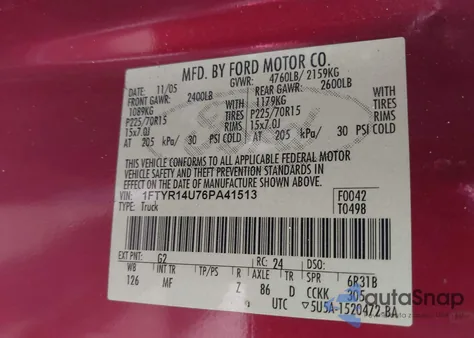 MFD. BY FORD MOTOR CO.
DATE: 11/05 GVWR: 4760LB/ 2159KG
FRONT GAWR: 2400LB REAR GAWR: 2600LB
1089KG WITH 1179KG WITH
P225/70R15 TIRES P225/70R15 TIRES
15x7.0J RIMS 15x7.0J RIMS
AT 205 kPa/ 30 PSI COLD AT 205 kPa/ 30 PSI COLD
THIS VEHICLE CONFORMS TO ALL APPLICABLE FEDERAL MOTOR
VEHICLE SAFETY AND THEFT PREVENTION STANDARDS IN
EFFECT ON THE DATE OF MANUFACTURE SHOWN ABOVE.
VIN: 1FTYR14U76PA41513 F0042
TYPE: Truck T0498
EXT PNT: G2 RC: 24 DSO:
WB INT TR TP/PS R AXLE TR SPR 6R31B
126 MF Z 86 D CCKK 305
UTC ▽5U5A-1520472-BA
autaSnap